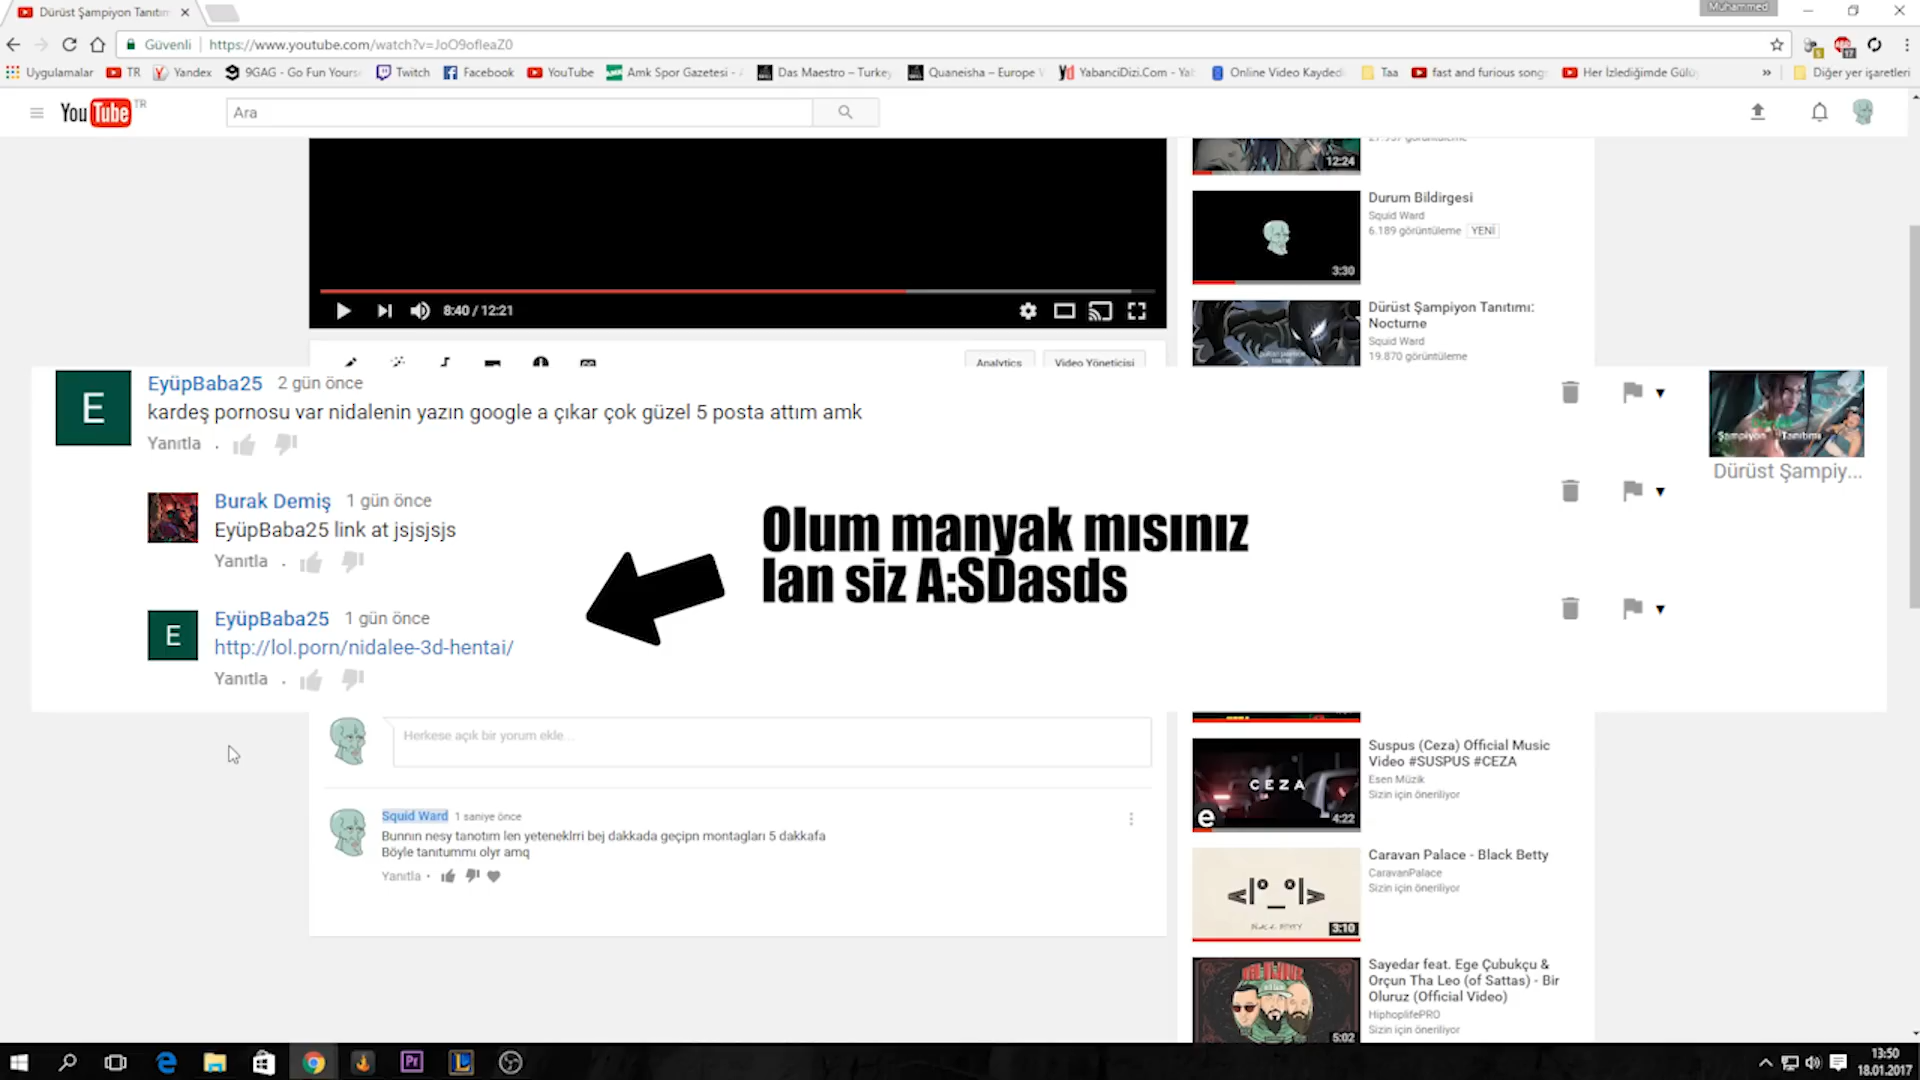 Dürüst Şampiyon Tanıtım
Muhammed
Güvenli
https://www.youtube.com/watch?v=JoO9ofleaZ0
Uygulamalar
TR
Yandex
9GAG - Go Fun Yours
Twitch
Facebook
YouTube
Amk Spor Gazetesi -
Das Maestro – Turkey
Quaneisha – Europe
YabanciDizi.Com - Ya
Online Video Kaydedi
Taa
fast and furious song
Her İzlediğimde Gülü
»
Diğer yer işaretleri
YouTube TR
Ara
8:40 / 12:21
12:24
Durum Bildirgesi
Squid Ward
6.189 görüntüleme YENİ
3:30
Dürüst Şampiyon Tanıtımı:
Nocturne
Squid Ward
19.870 görüntüleme
Analytics
Video Yöneticisi
E
EyüpBaba25 2 gün önce
kardeş pornosu var nidalenin yazın google a çıkar çok güzel 5 posta attım amk
Yanıtla .
Şampiyon Tanıtımı
Dürüst Şampiy...
Burak Demiş 1 gün önce
EyüpBaba25 link at jsjsjsjs
Yanıtla .
Olum manyak mısınız
lan siz A:SDasds
E
EyüpBaba25 1 gün önce
http://lol.porn/nidalee-3d-hentai/
Yanıtla .
Herkese açık bir yorum ekle...
Squid Ward 1 saniye önce
Bunnın nesy tanotım len yeteneklrri bej dakkada geçipn montagları 5 dakkafa
Böyle tanıtummı olyr amq
Yanıtla •
CEZA
e
4:22
Suspus (Ceza) Official Music
Video #SUSPUS #CEZA
Esen Müzik
Sizin için öneriliyor
<|° _ °|>
BLACK BETTY
3:10
Caravan Palace - Black Betty
CaravanPalace
Sizin için öneriliyor
5:02
Sayedar feat. Ege Çubukçu &
Orçun Tha Leo (of Sattas) - Bir
Oluruz (Official Video)
HiphoplifePRO
Sizin için öneriliyor
Pr
L
13:50
18.01.2017